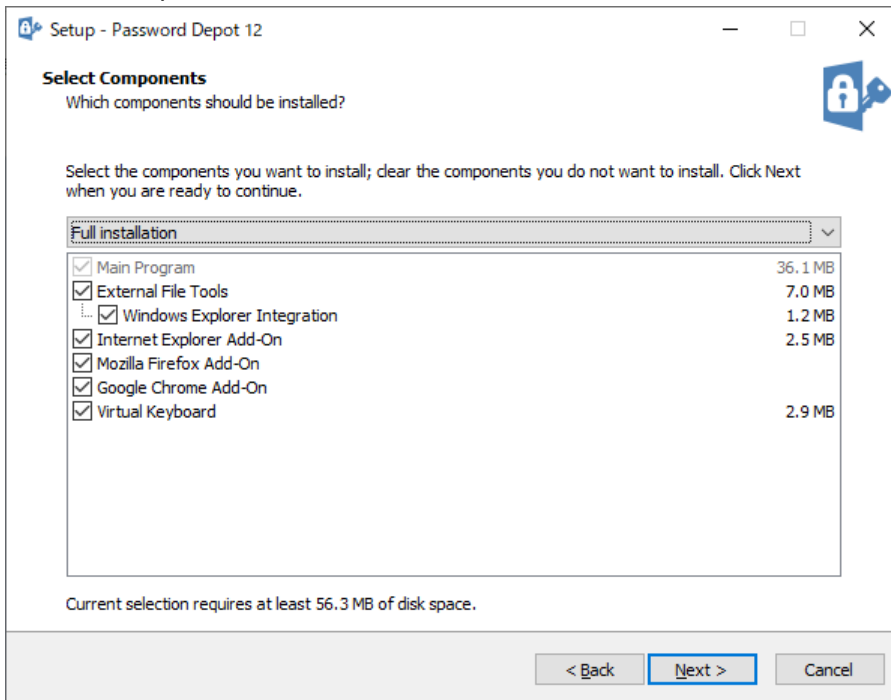 Setup - Password Depot 12
Select Components
Which components should be installed?
Select the components you want to install; clear the components you do not want to install. Click Next
when you are ready to continue.
Full installation
Main Program 36.1 MB
External File Tools 7.0 MB
Windows Explorer Integration 1.2 MB
Internet Explorer Add-On 2.5 MB
Mozilla Firefox Add-On
Google Chrome Add-On
Virtual Keyboard 2.9 MB
Current selection requires at least 56.3 MB of disk space.
< Back Next > Cancel